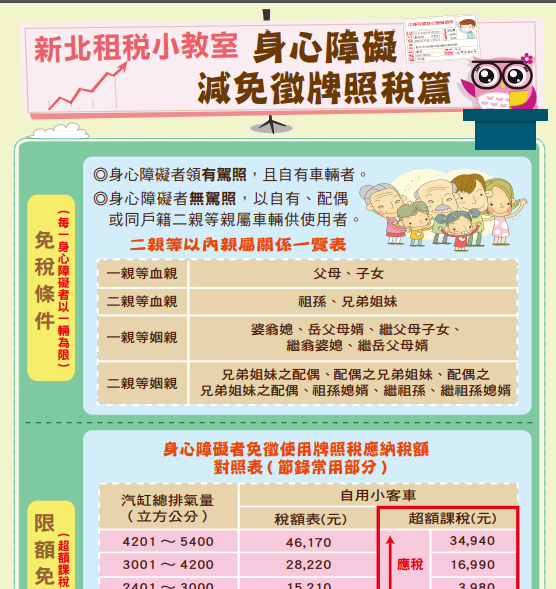 新北租稅小教室 身心障礙
減免徵牌照稅篇
◎身心障礙者領有駕照，且自有車輛者。
◎身心障礙者無駕照，以自有、配偶
或同戶籍二親等親屬車輛供使用者。
免稅條件
(每一身心障礙者以一輛為限)
二親等以內親屬關係一覽表
一親等血親 父母、子女
二親等血親 祖孫、兄弟姐妹
一親等姻親 婆翁媳、岳父母婿、繼父母子女、
繼翁婆媳、繼岳父母婿
二親等姻親 兄弟姐妹之配偶、配偶之兄弟姐妹、配偶之
兄弟姐妹之配偶、祖孫媳婿、繼祖孫、繼祖孫媳婿
身心障礙者免徵使用牌照稅應納稅額
對照表(節錄常用部分)
限額免
(超額課稅
汽缸總排氣量
(立方公分)
自用小客車
稅額表(元) 超額課稅(元)
4201～5400 46,170 34,940
應稅
3001～4200 28,220 16,990
2401～3000 15,210 3,980